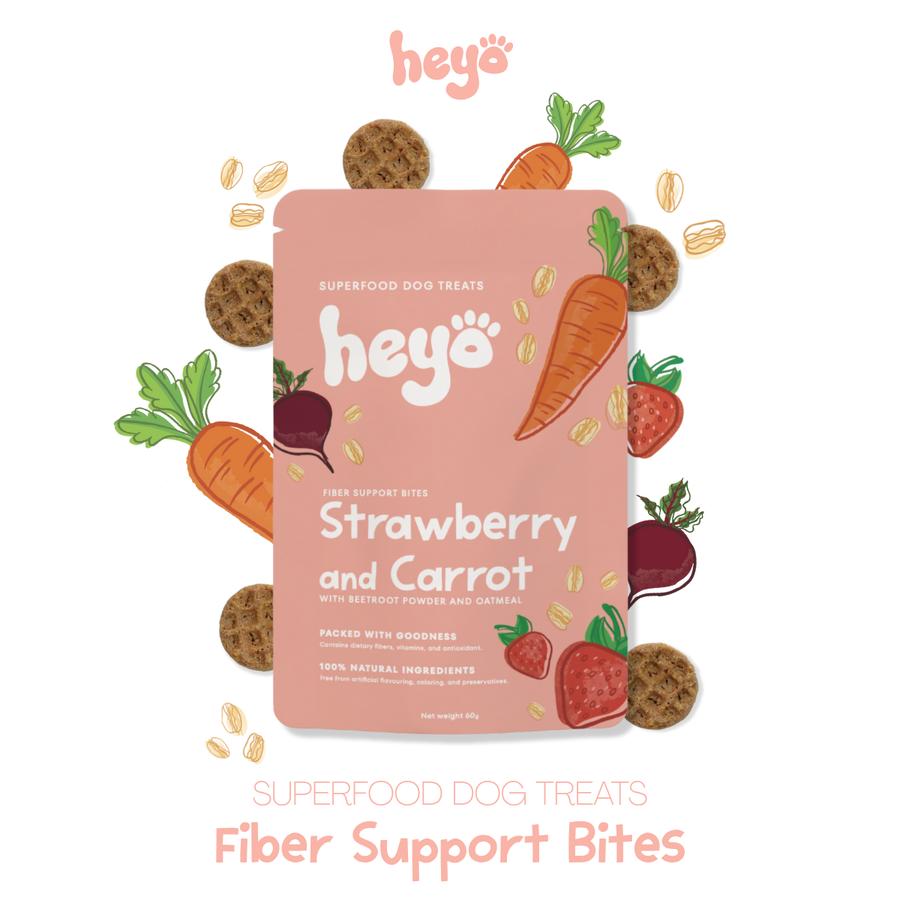 heyo
SUPERFOOD DOG TREATS
heyo
FIBER SUPPORT BITES
Strawberry
and Carrot
WITH BEETROOT POWDER AND OATMEAL
PACKED WITH GOODNESS
Contains dietary fibers, vitamins, and antioxidant.
100% NATURAL INGREDIENTS
Free from artificial flavouring, coloring, and preservatives.
Net weight 60g
SUPERFOOD DOG TREATS
Fiber Support Bites